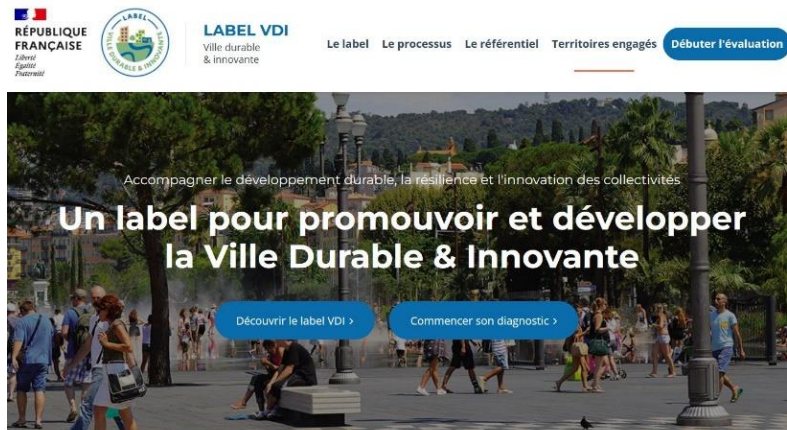 RÉPUBLIQUE
FRANÇAISE
Liberté
Égalité
Fraternité
LABEL
VILLE DURABLE & INNOVANTE
LABEL VDI
Ville durable
& innovante
Le label
Le processus
Le référentiel
Territoires engagés
Débuter l'évaluation
Accompagner le développement durable, la résilience et l'innovation des collectivités
Un label pour promouvoir et développer
la Ville Durable & Innovante
Découvrir le label VDI >
Commencer son diagnostic >